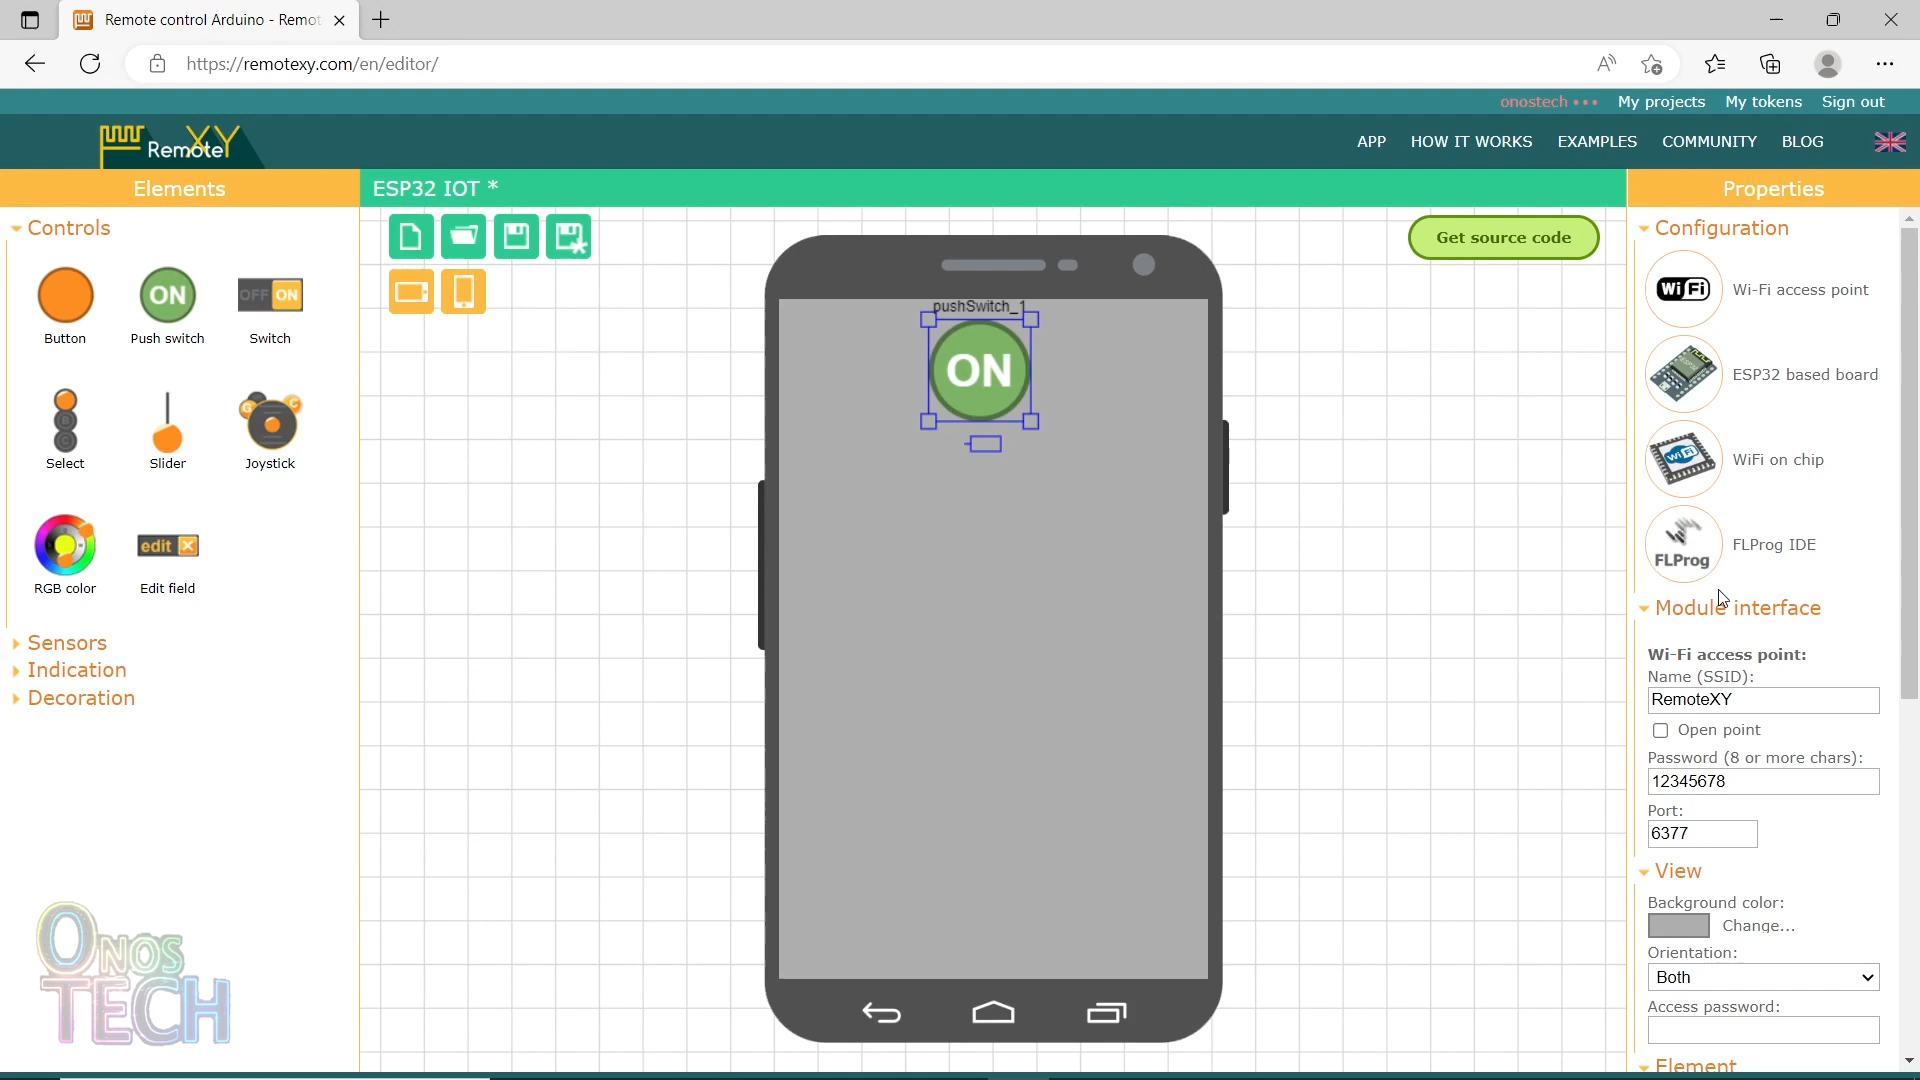 Remote control Arduino - Remot
https://remotexy.com/en/editor/
onostech
My projects
My tokens
Sign out
RemoteXY
APP
HOW IT WORKS
EXAMPLES
COMMUNITY
BLOG
Elements
ESP32 IOT *
Properties
Controls
ON
OFF ON
Button
Push switch
Switch
B
C
G
C
Select
Slider
Joystick
edit
RGB color
Edit field
Sensors
Indication
Decoration
ONOS
TECH
Get source code
pushSwitch_1
ON
Configuration
WiFi
Wi-Fi access point
ESP32 based board
WiFi
WiFi on chip
FLProg
FLProg IDE
Module interface
Wi-Fi access point:
Name (SSID):
RemoteXY
Open point
Password (8 or more chars):
12345678
Port:
6377
View
Background color:
Change...
Orientation:
Both
Access password:
Element